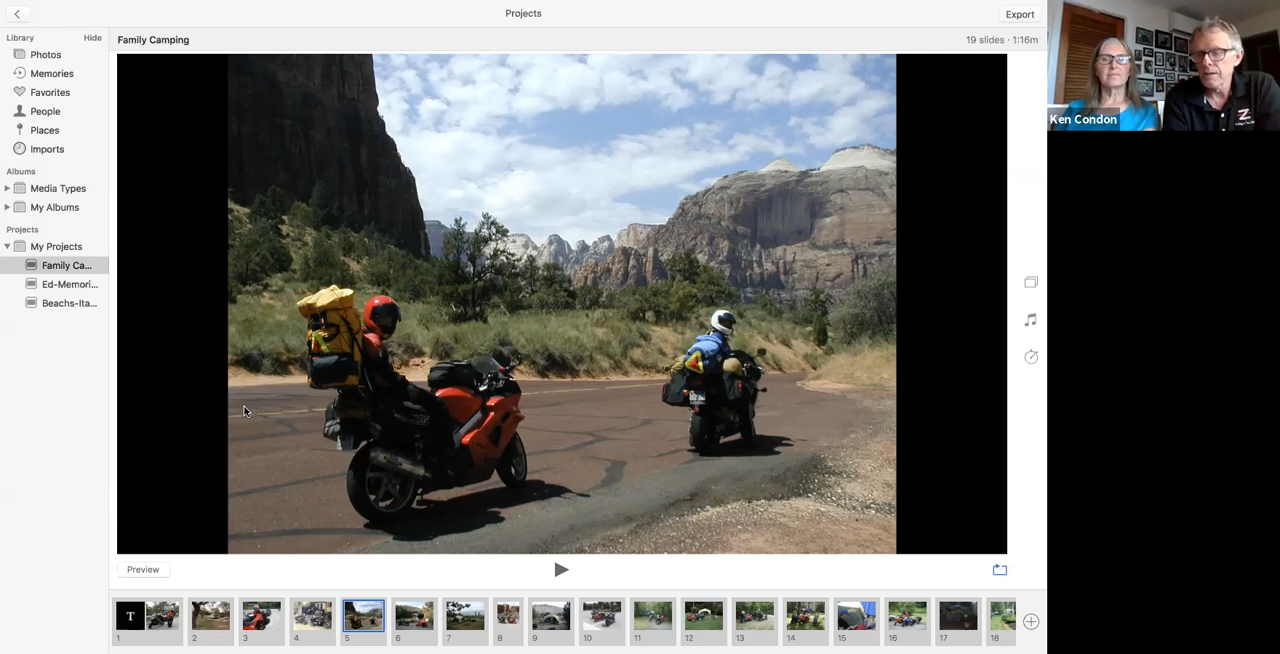 Projects
Export
Library
Hide
Photos
Memories
Favorites
People
Places
Imports
Albums
Media Types
My Albums
Projects
My Projects
Family Ca...
Ed-Memori...
Beachs-Ita...
Family Camping
19 slides · 1:16m
Preview
T
1
2
3
4
5
6
7
8
9
10
11
12
13
14
15
16
17
18
Ken Condon
Z